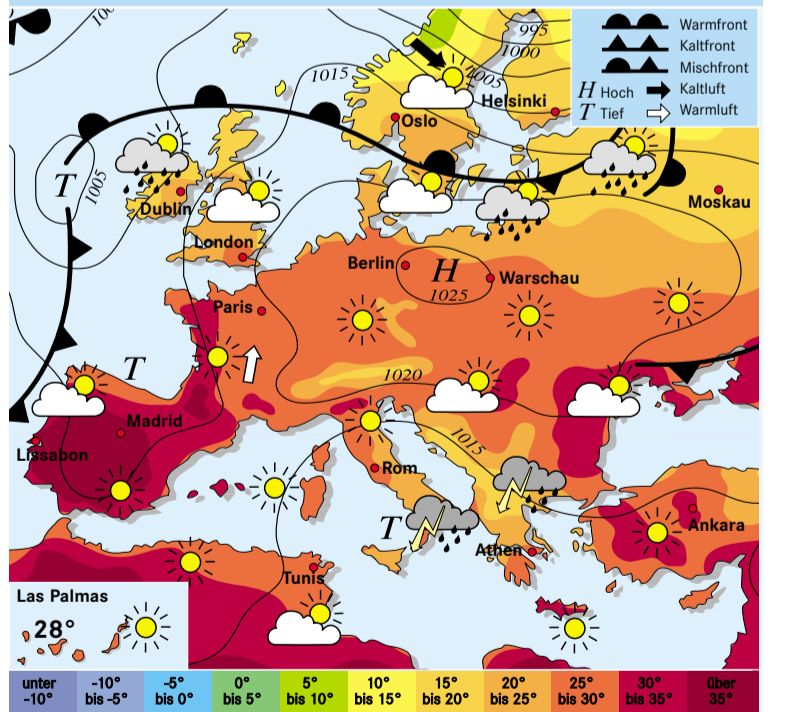 100
995
1000
1005
1015
Warmfront
Kaltfront
Mischfront
H Hoch
Kaltluft
T Tief
Warmluft
Oslo
Helsinki
T
1005
Dublin
Moskau
London
Berlin
H
1025
Warschau
Paris
T
1020
Madrid
Lissabon
1015
Rom
T
Athen
Ankara
Tunis
Las Palmas
28°
unter -10°
-10° bis -5°
-5° bis 0°
0° bis 5°
5° bis 10°
10° bis 15°
15° bis 20°
20° bis 25°
25° bis 30°
30° bis 35°
über 35°